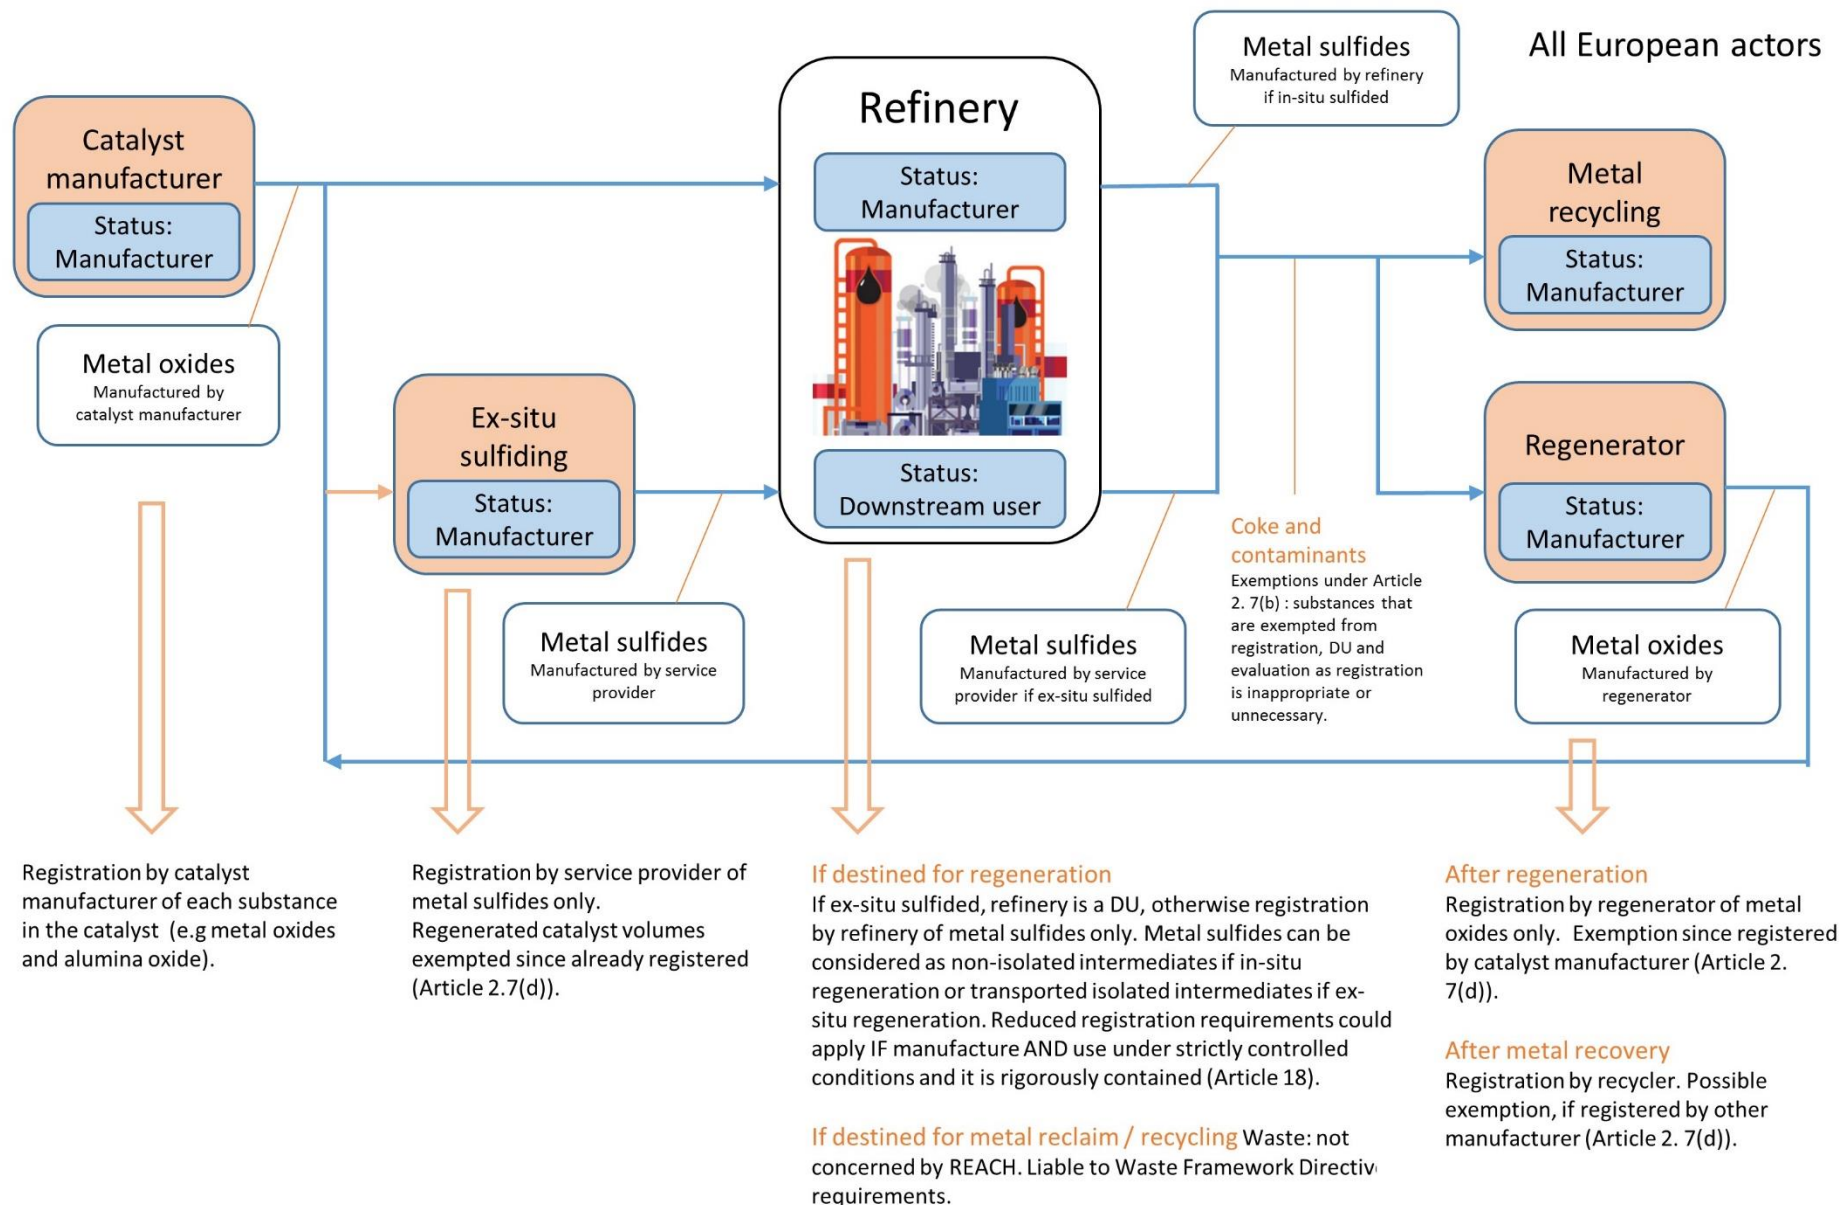 All European actors
Catalyst
manufacturer
Status:
Manufacturer
Metal oxides
Manufactured by
catalyst manufacturer
Ex-situ
sulfiding
Status:
Manufacturer
Metal sulfides
Manufactured by service
provider
Refinery
Status:
Manufacturer
Status:
Downstream user
Metal sulfides
Manufactured by refinery
if in-situ sulfided
Metal sulfides
Manufactured by service
provider if ex-situ sulfided
Coke and
contaminants
Exemptions under Article
2. 7(b) : substances that
are exempted from
registration, DU and
evaluation as registration
is inappropriate or
unnecessary.
Metal
recycling
Status:
Manufacturer
Regenerator
Status:
Manufacturer
Metal oxides
Manufactured by
regenerator
Registration by catalyst
manufacturer of each substance
in the catalyst (e.g metal oxides
and alumina oxide).
Registration by service provider of
metal sulfides only.
Regenerated catalyst volumes
exempted since already registered
(Article 2.7(d)).
If destined for regeneration
If ex-situ sulfided, refinery is a DU, otherwise registration
by refinery of metal sulfides only. Metal sulfides can be
considered as non-isolated intermediates if in-situ
regeneration or transported isolated intermediates if ex-
situ regeneration. Reduced registration requirements could
apply IF manufacture AND use under strictly controlled
conditions and it is rigorously contained (Article 18).
If destined for metal reclaim / recycling Waste: not
concerned by REACH. Liable to Waste Framework Directiv
requirements.
After regeneration
Registration by regenerator of metal
oxides only. Exemption since registered
by catalyst manufacturer (Article 2.
7(d)).
After metal recovery
Registration by recycler. Possible
exemption, if registered by other
manufacturer (Article 2. 7(d)).